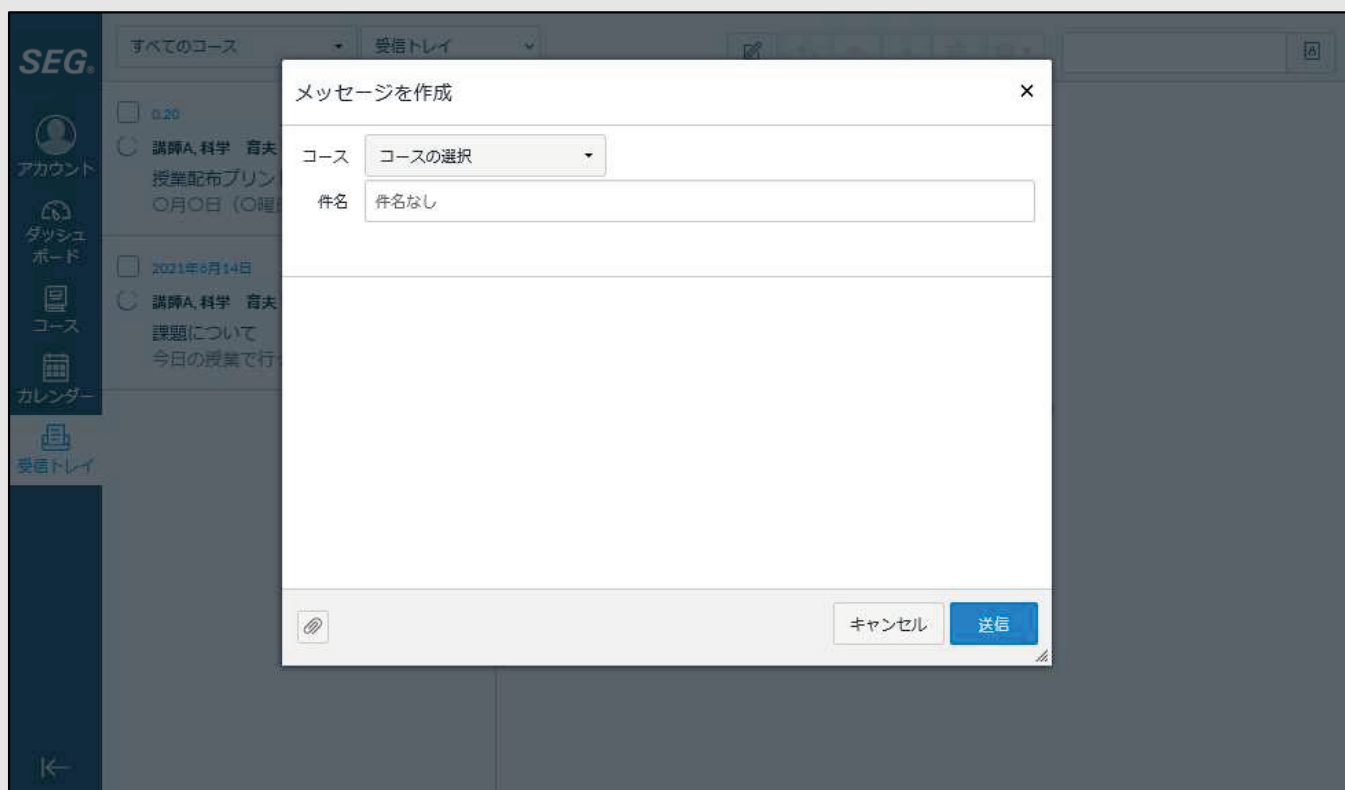 SEG®
アカウント
ダッシュ
ボード
コース
カレンダー
受信トレイ
すべてのコース
受信トレイ
0:20
講師A, 科学 育夫
授業配布プリン
〇月〇日（〇曜
2021年6月14日
講師A, 科学 育夫
課題について
今日の授業で行
メッセージを作成
コース
コースの選択
件名
件名なし
キャンセル
送信